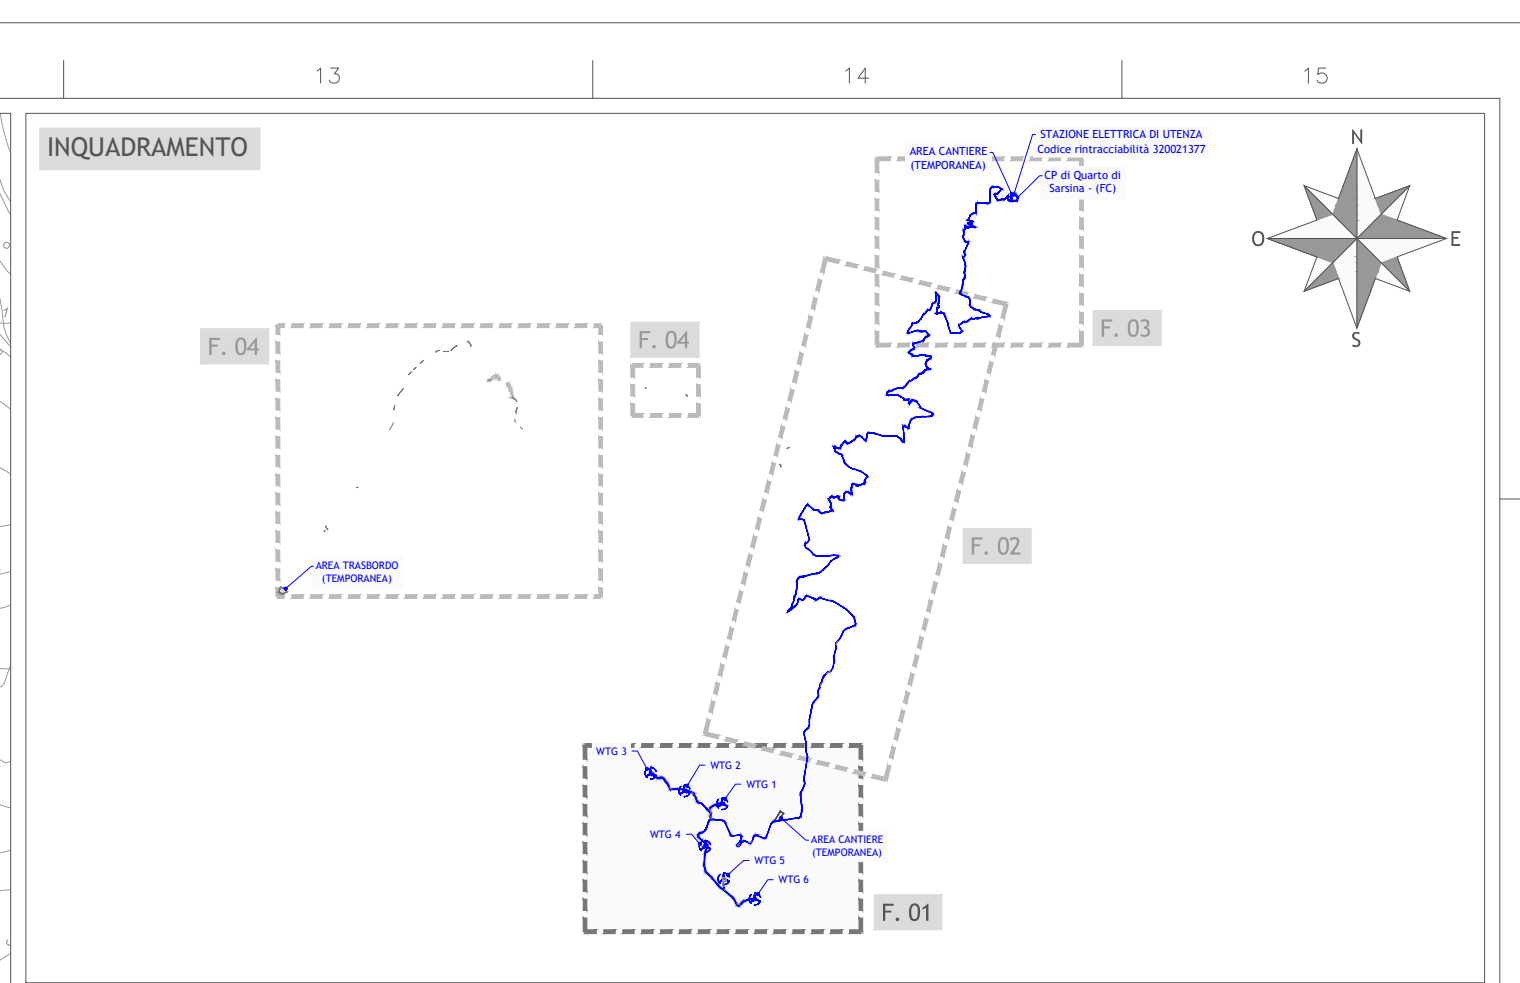 13
14
15
INQUADRAMENTO
STAZIONE ELETTRICA DI UTENZA
Codice rintracciabilità 320021377
AREA CANTIERE
(TEMPORANEA)
CP di Quarto di
Sarsina - (FC)
N
O
E
S
F. 03
F. 04
F. 04
F. 02
AREA TRASBORDO
(TEMPORANEA)
WTG 3
WTG 2
WTG 1
WTG 4
AREA CANTIERE
(TEMPORANEA)
WTG 5
WTG 6
F. 01